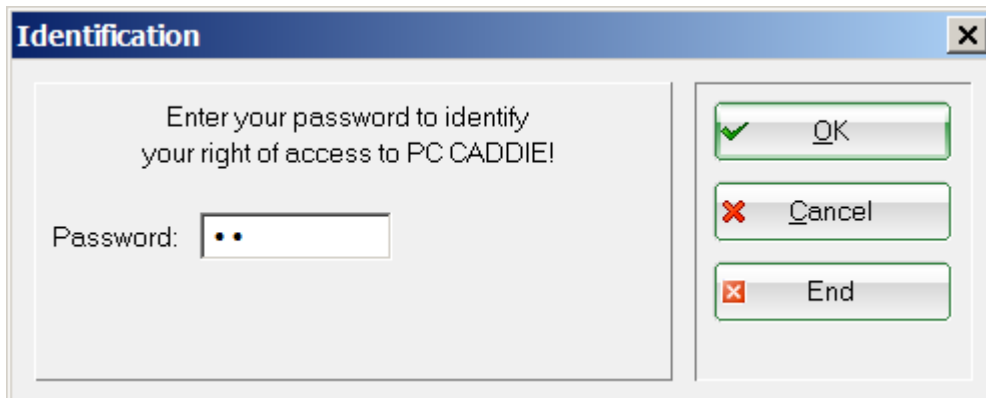 Identification
Enter your password to identify
your right of access to PC CADDIE!
Password: ••
OK
Cancel
End